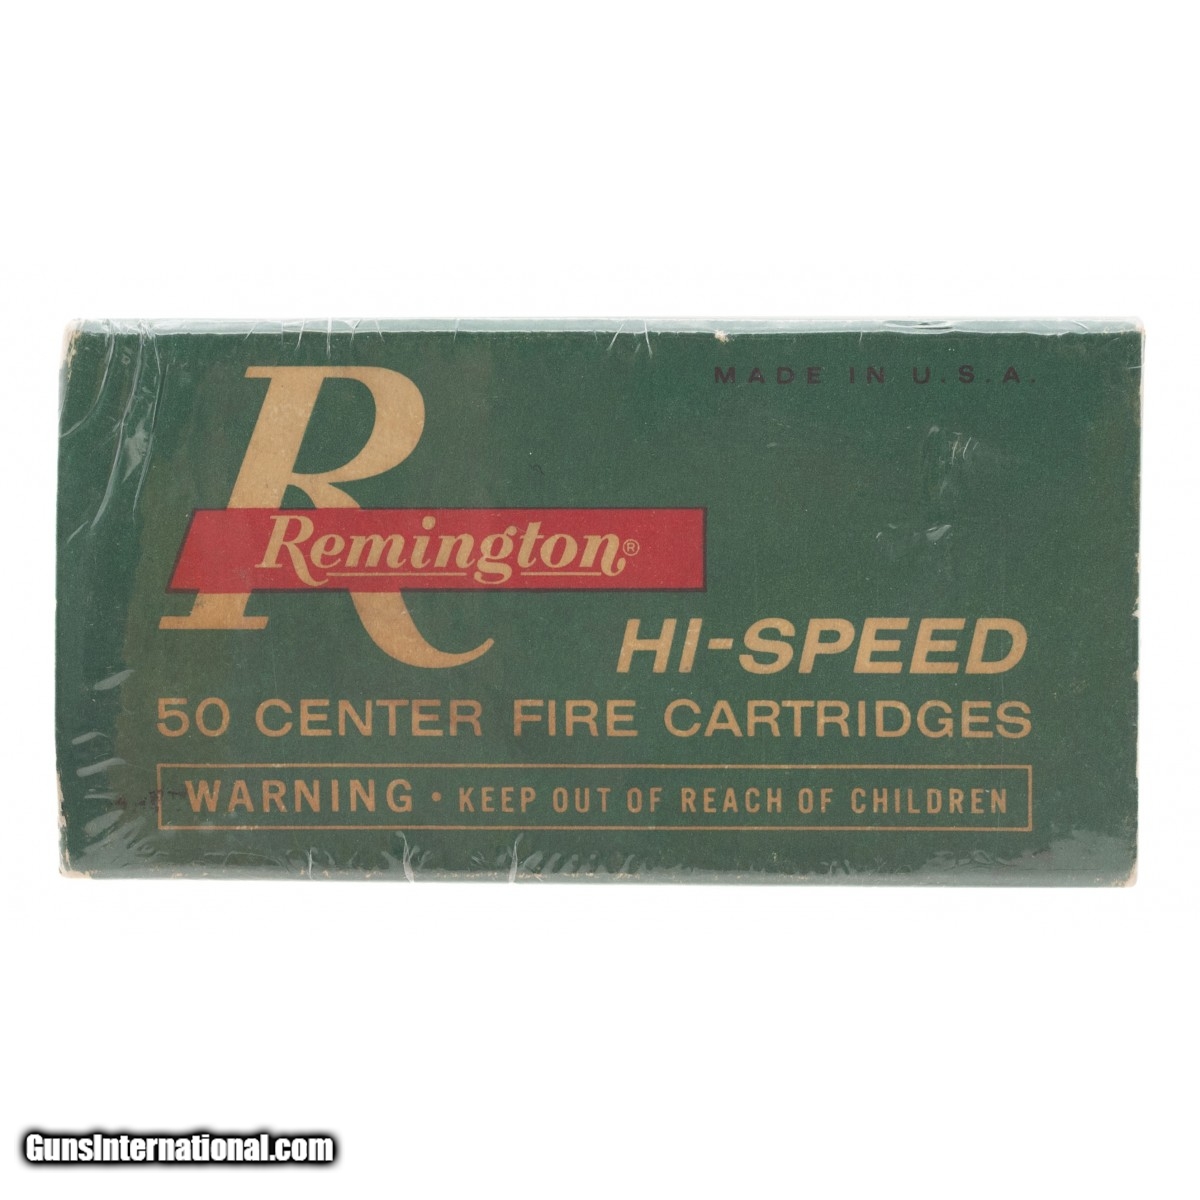 MADE IN U.S.A.
R
Remington®
HI-SPEED
50 CENTER FIRE CARTRIDGES
WARNING • KEEP OUT OF REACH OF CHILDREN
GunsInternational.com